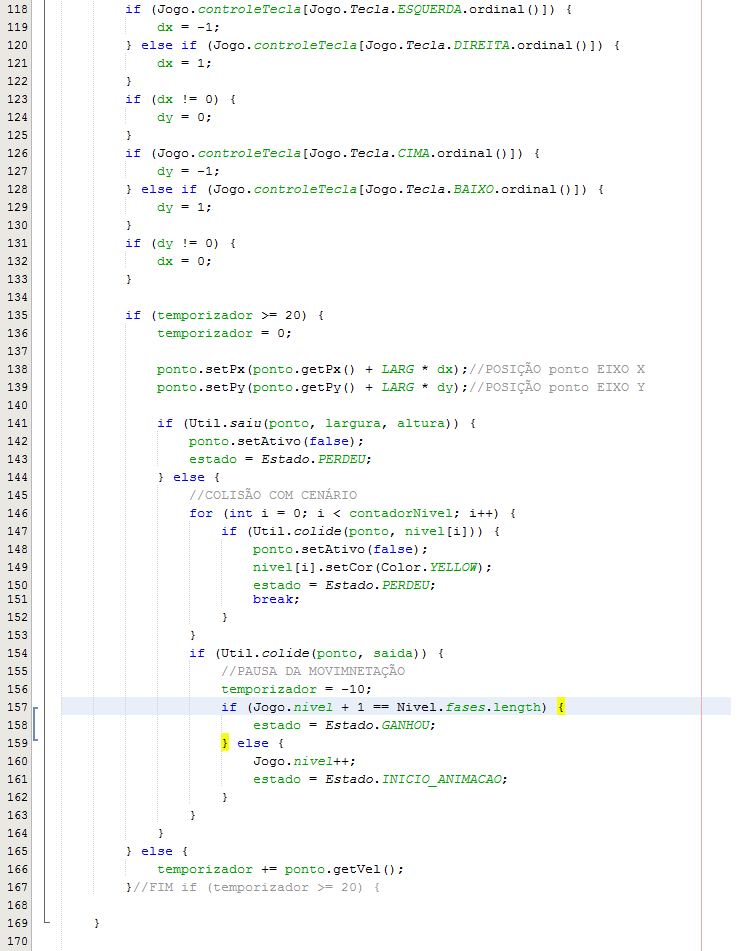 118 if (Jogo.controleTecla[Jogo.Tecla.ESQUERDA.ordinal()]) {
119 dx = -1;
120 } else if (Jogo.controleTecla[Jogo.Tecla.DIREITA.ordinal()]) {
121 dx = 1;
122 }
123 if (dx != 0) {
124 dy = 0;
125 }
126 if (Jogo.controleTecla[Jogo.Tecla.CIMA.ordinal()]) {
127 dy = -1;
128 } else if (Jogo.controleTecla[Jogo.Tecla.BAIXO.ordinal()]) {
129 dy = 1;
130 }
131 if (dy != 0) {
132 dx = 0;
133 }
134
135 if (temporizador >= 20) {
136 temporizador = 0;
137
138 ponto.setPx(ponto.getPx() + LARG * dx);//POSIÇÃO ponto EIXO X
139 ponto.setPy(ponto.getPy() + LARG * dy);//POSIÇÃO ponto EIXO Y
140
141 if (Util.saiu(ponto, largura, altura)) {
142 ponto.setAtivo(false);
143 estado = Estado.PERDEU;
144 } else {
145 //COLISÃO COM CENÁRIO
146 for (int i = 0; i < contadorNivel; i++) {
147 if (Util.colide(ponto, nivel[i])) {
148 ponto.setAtivo(false);
149 nivel[i].setCor(Color.YELLOW);
150 estado = Estado.PERDEU;
151 break;
152 }
153 }
154 if (Util.colide(ponto, saida)) {
155 //PAUSA DA MOVIMNETAÇÃO
156 temporizador = -10;
157 if (Jogo.nivel + 1 == Nivel.fases.length) {
158 estado = Estado.GANHOU;
159 } else {
160 Jogo.nivel++;
161 estado = Estado.INICIO_ANIMACAO;
162 }
163 }
164 }
165 } else {
166 temporizador += ponto.getVel();
167 }//FIM if (temporizador >= 20) {
168
169 }
170